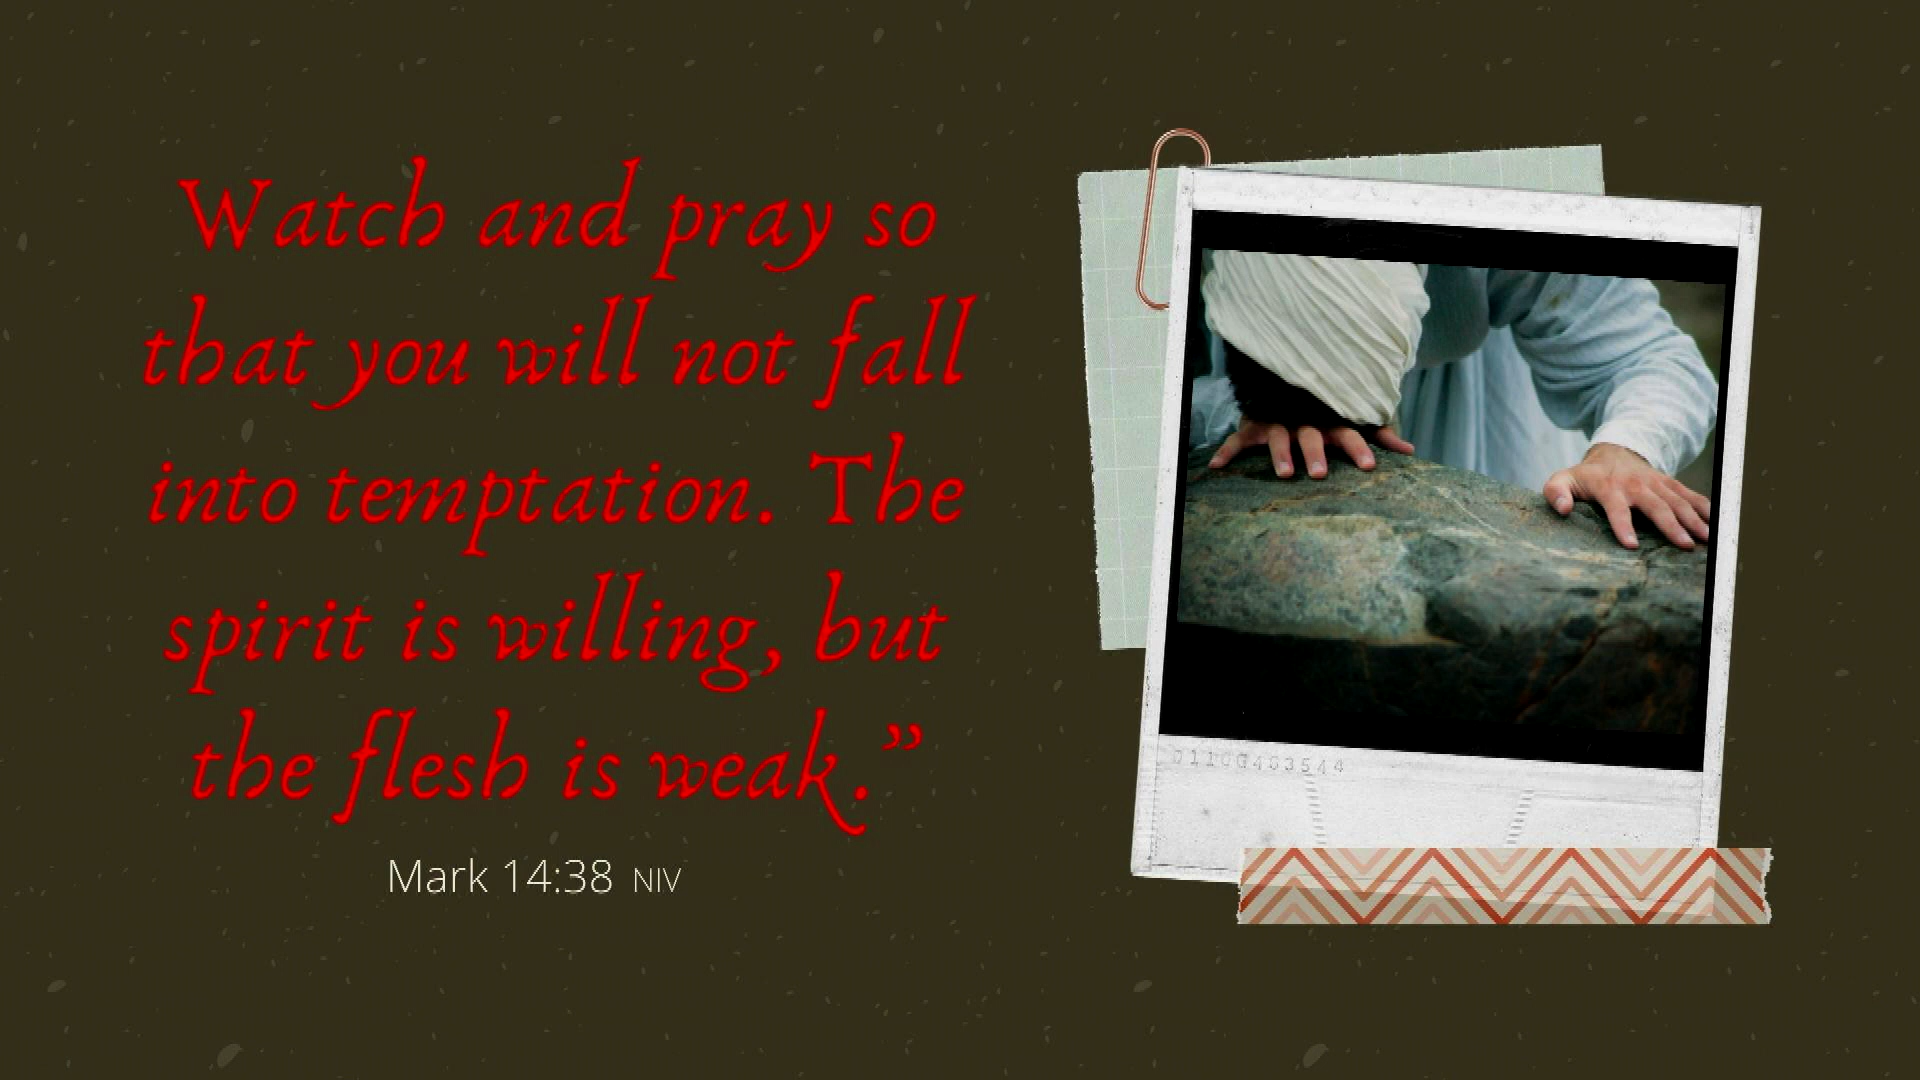 Watch and pray so
that you will not fall
into temptation. The
spirit is willing, but
the flesh is weak.”
Mark 14:38 NIV